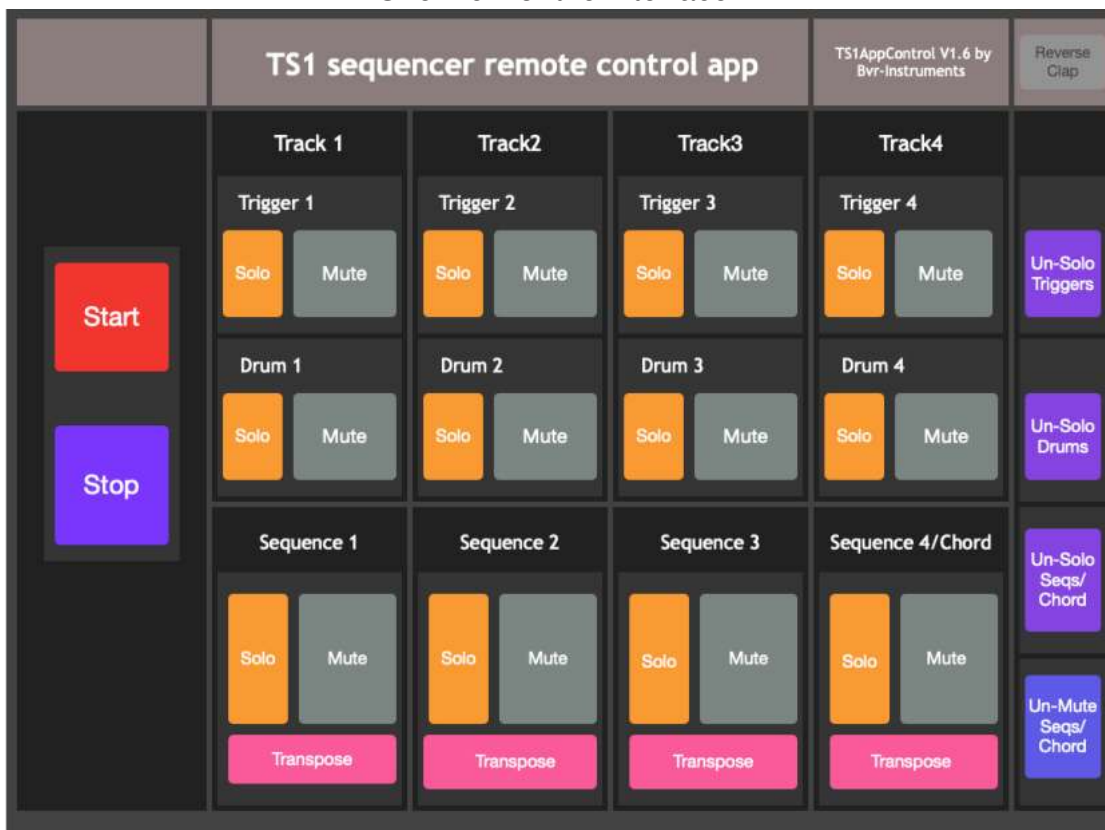 TS1 sequencer remote control app
TS1AppControl V1.6 by
Bvr-Instruments
Reverse
Clap
Track 1
Track2
Track3
Track4
Trigger 1
Trigger 2
Trigger 3
Trigger 4
Solo
Mute
Solo
Mute
Solo
Mute
Solo
Mute
Un-Solo
Triggers
Start
Drum 1
Drum 2
Drum 3
Drum 4
Solo
Mute
Solo
Mute
Solo
Mute
Solo
Mute
Un-Solo
Drums
Stop
Sequence 1
Sequence 2
Sequence 3
Sequence 4/Chord
Un-Solo
Seqs/
Chord
Solo
Mute
Solo
Mute
Solo
Mute
Solo
Mute
Un-Mute
Seqs/
Chord
Transpose
Transpose
Transpose
Transpose